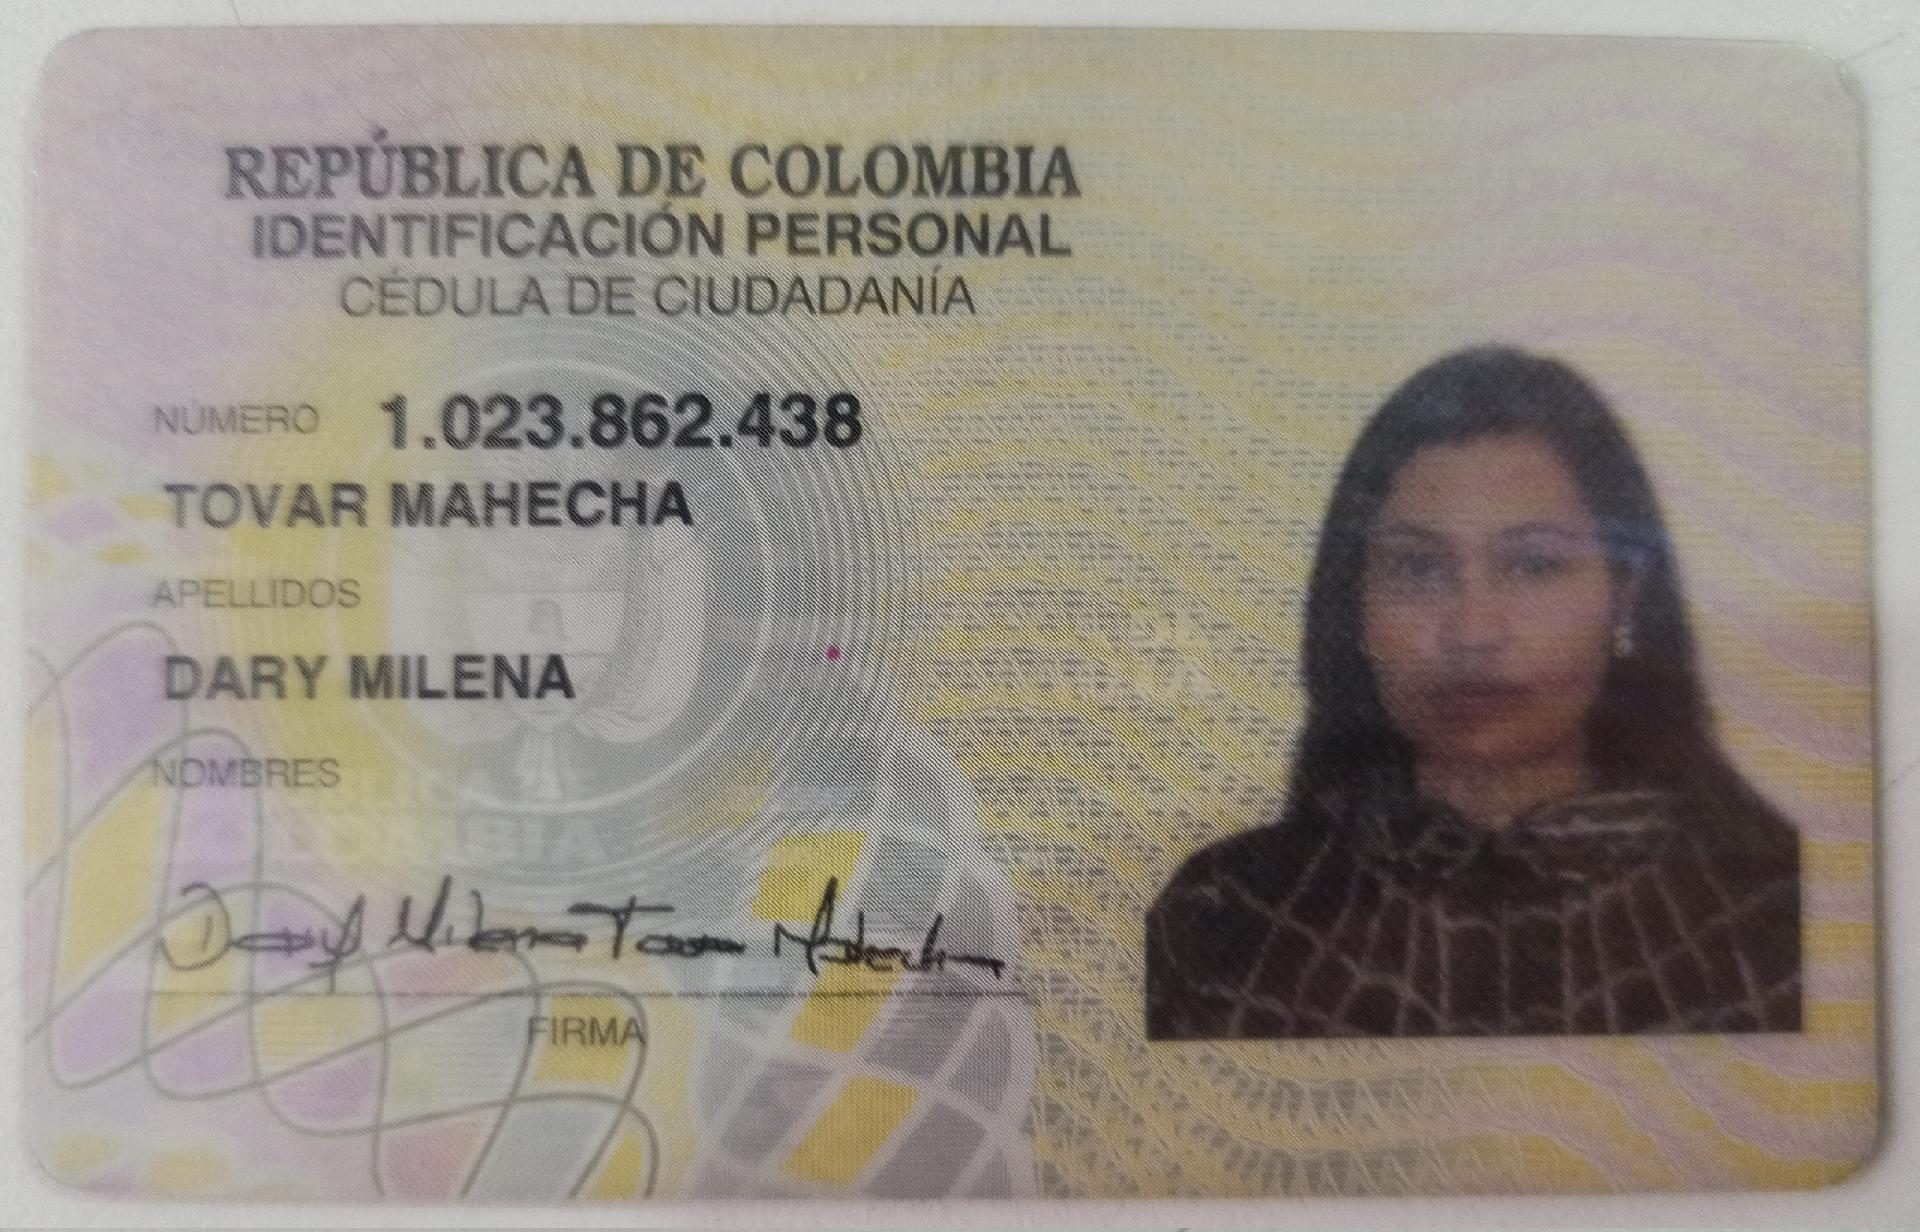 REPÚBLICA DE COLOMBIA
IDENTIFICACIÓN PERSONAL
CÉDULA DE CIUDADANÍA
NÚMERO 1.023.862.438
TOVAR MAHECHA
APELLIDOS
DARY MILENA
NOMBRES
Dary Milena Tovar Mahecha
FIRMA